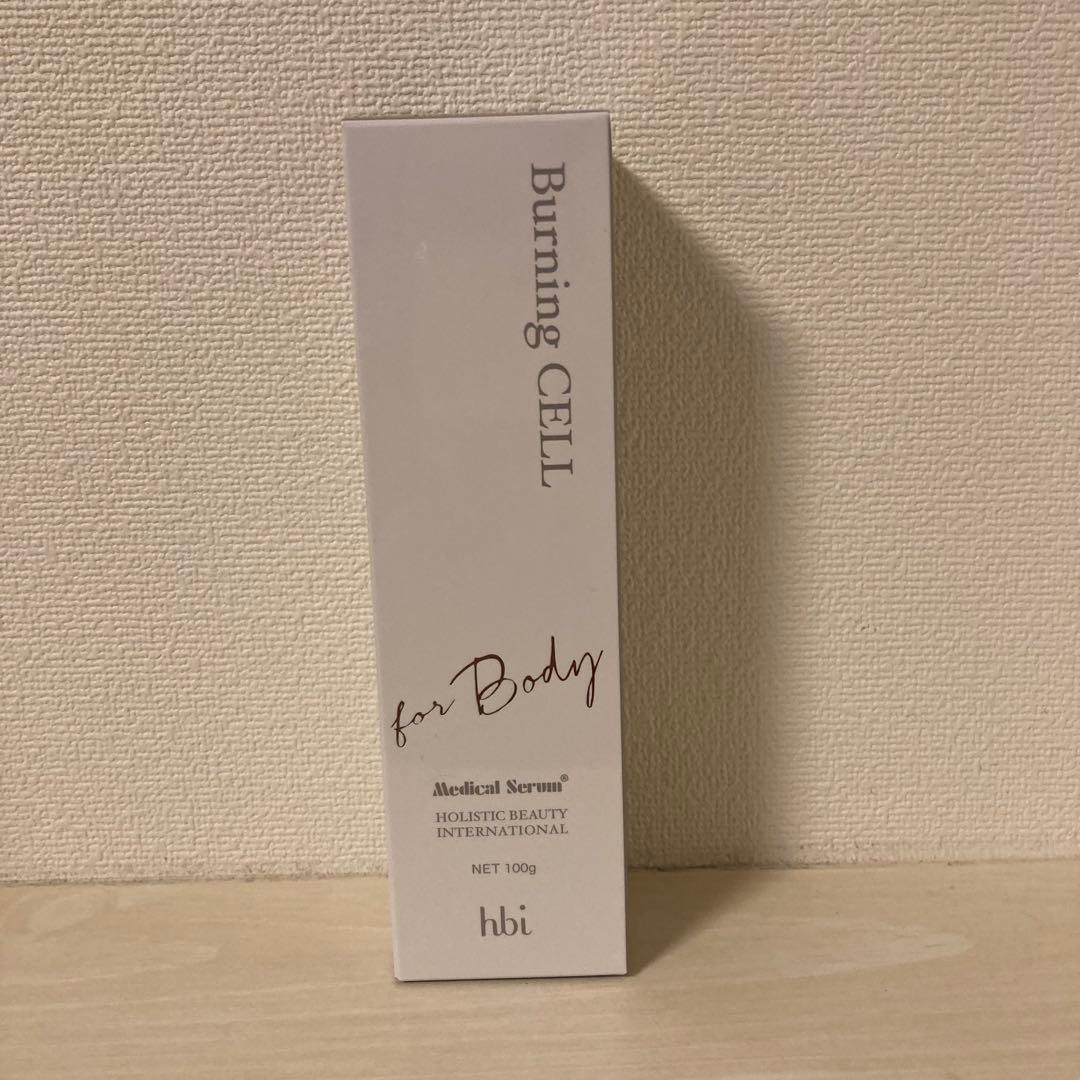 Burning CELL
for Body
Medical Serum®
HOLISTIC BEAUTY
INTERNATIONAL
NET 100g
hbi